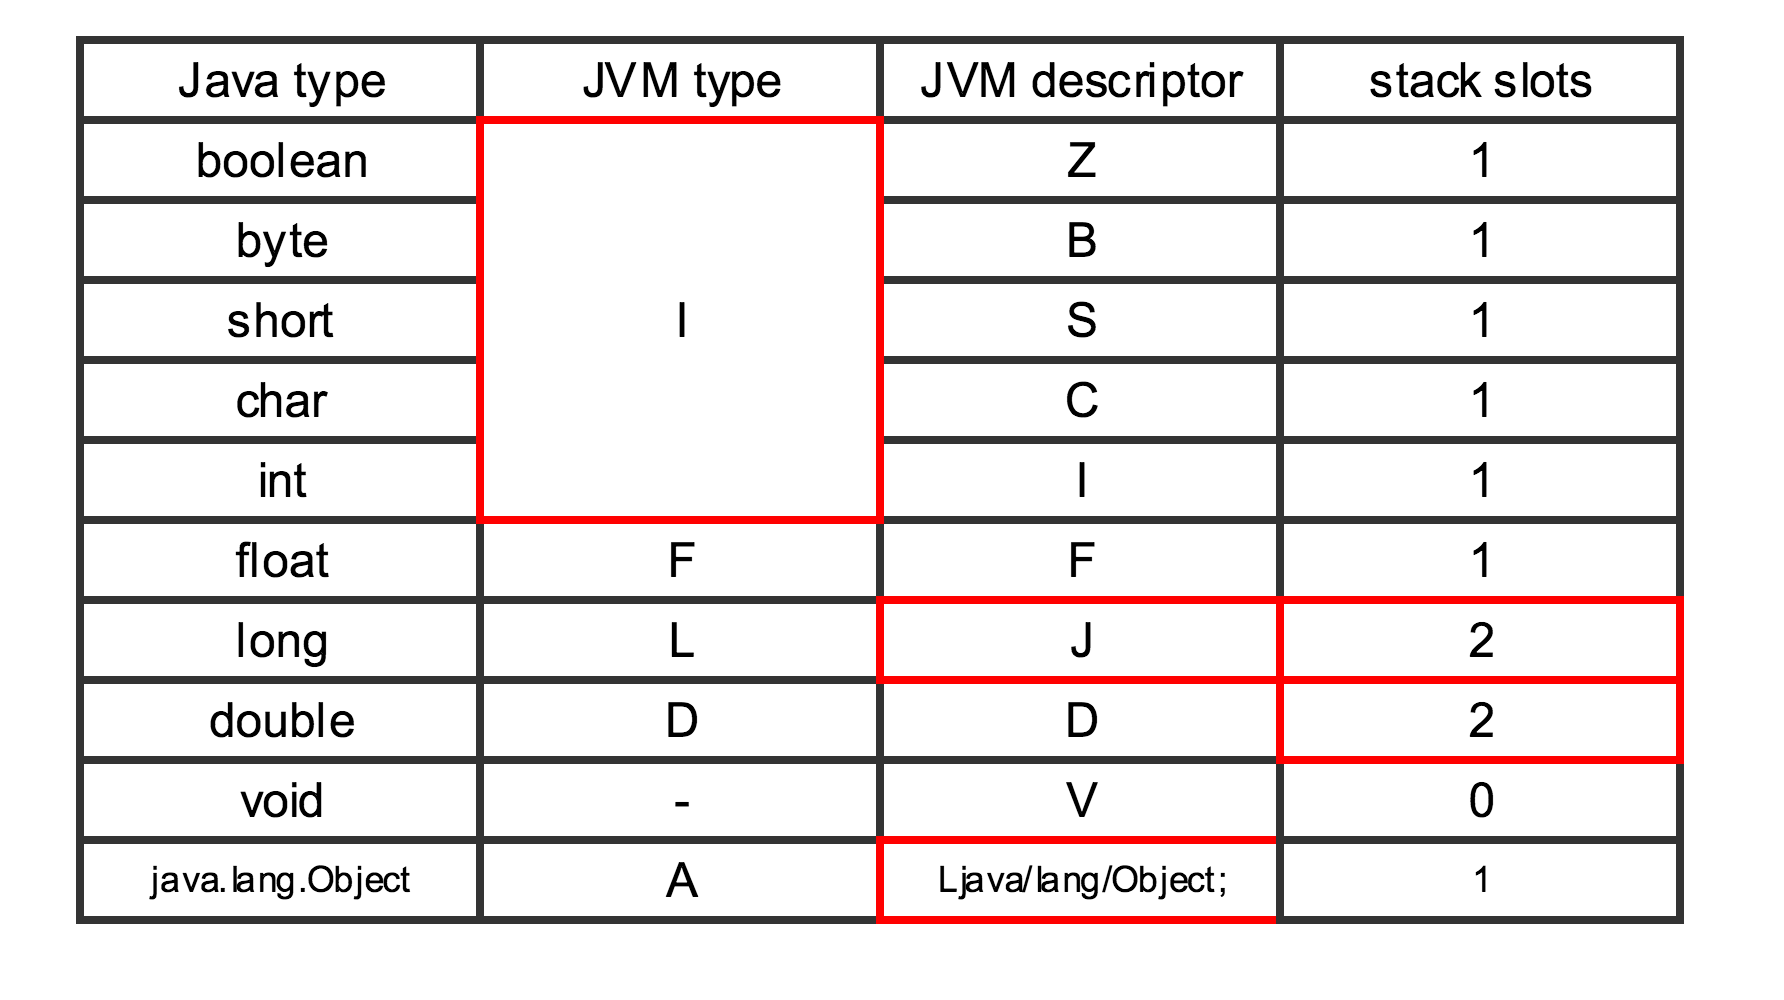 Java type JVM type JVM descriptor stack slots
boolean Z 1
byte B 1
short I S 1
char C 1
int I 1
float F F 1
long L J 2
double D D 2
void - V 0
java.lang.Object A Ljava/lang/Object; 1